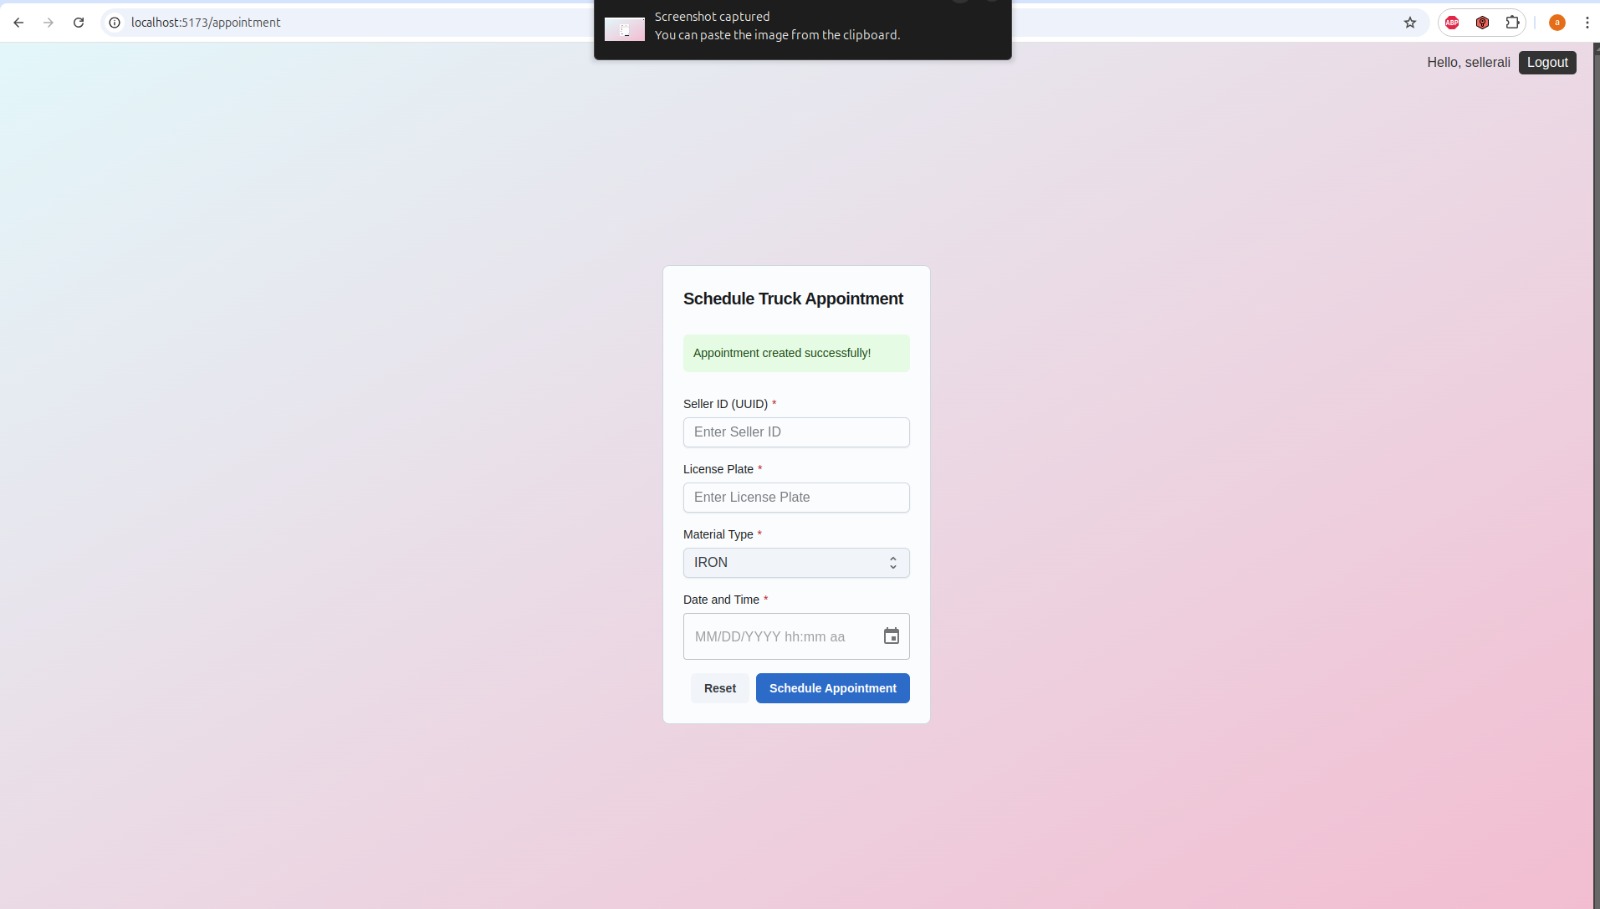 localhost:5173/appointment
Screenshot captured
You can paste the image from the clipboard.
ABP
a
Hello, sellerali
Logout
Schedule Truck Appointment
Appointment created successfully!
Seller ID (UUID) *
Enter Seller ID
License Plate *
Enter License Plate
Material Type *
IRON
Date and Time *
MM/DD/YYYY hh:mm aa
Reset
Schedule Appointment